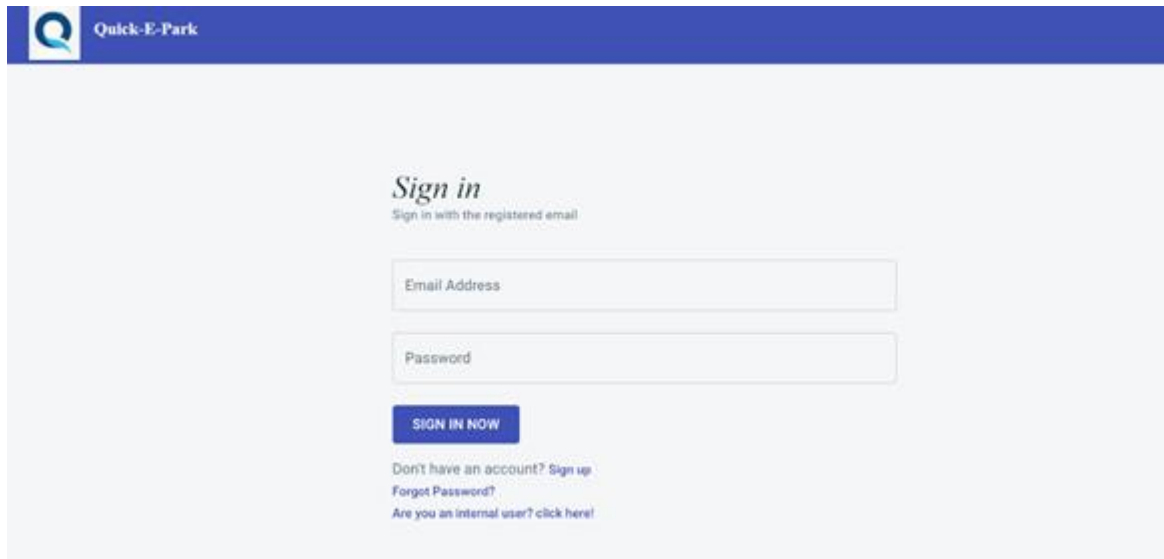 Quick-E-Park
Sign in
Sign in with the registered email
Email Address
Password
SIGN IN NOW
Don't have an account? Sign up
Forgot Password?
Are you an internal user? click here!